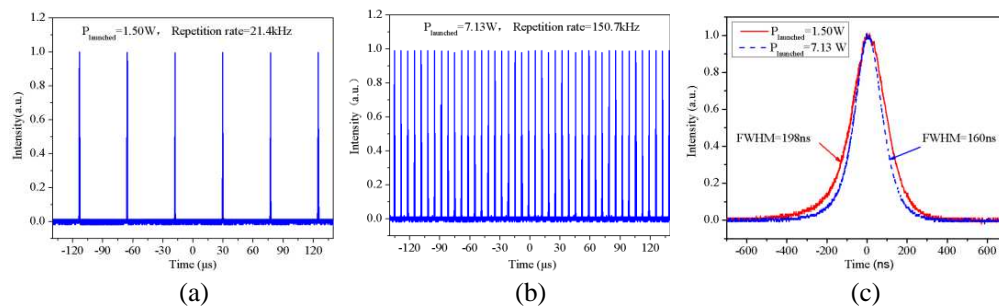 P_launched=1.50W, Repetition rate=21.4kHz
Intensity(a.u.)
1.2
1.0
0.8
0.6
0.4
0.2
0.0
-120 -90 -60 -30 0 30 60 90 120
Time (μs)
(a)
P_launched=7.13W, Repetition rate=150.7kHz
Intensity (a.u.)
1.2
1.0
0.8
0.6
0.4
0.2
0.0
-120 -90 -60 -30 0 30 60 90 120
Time (μs)
(b)
P_launched=1.50W
P_launched=7.13 W
Intensity (a.u.)
1.0
0.8
0.6
0.4
0.2
0.0
FWHM=198ns
FWHM=160ns
-600 -400 -200 0 200 400 600
Time (ns)
(c)